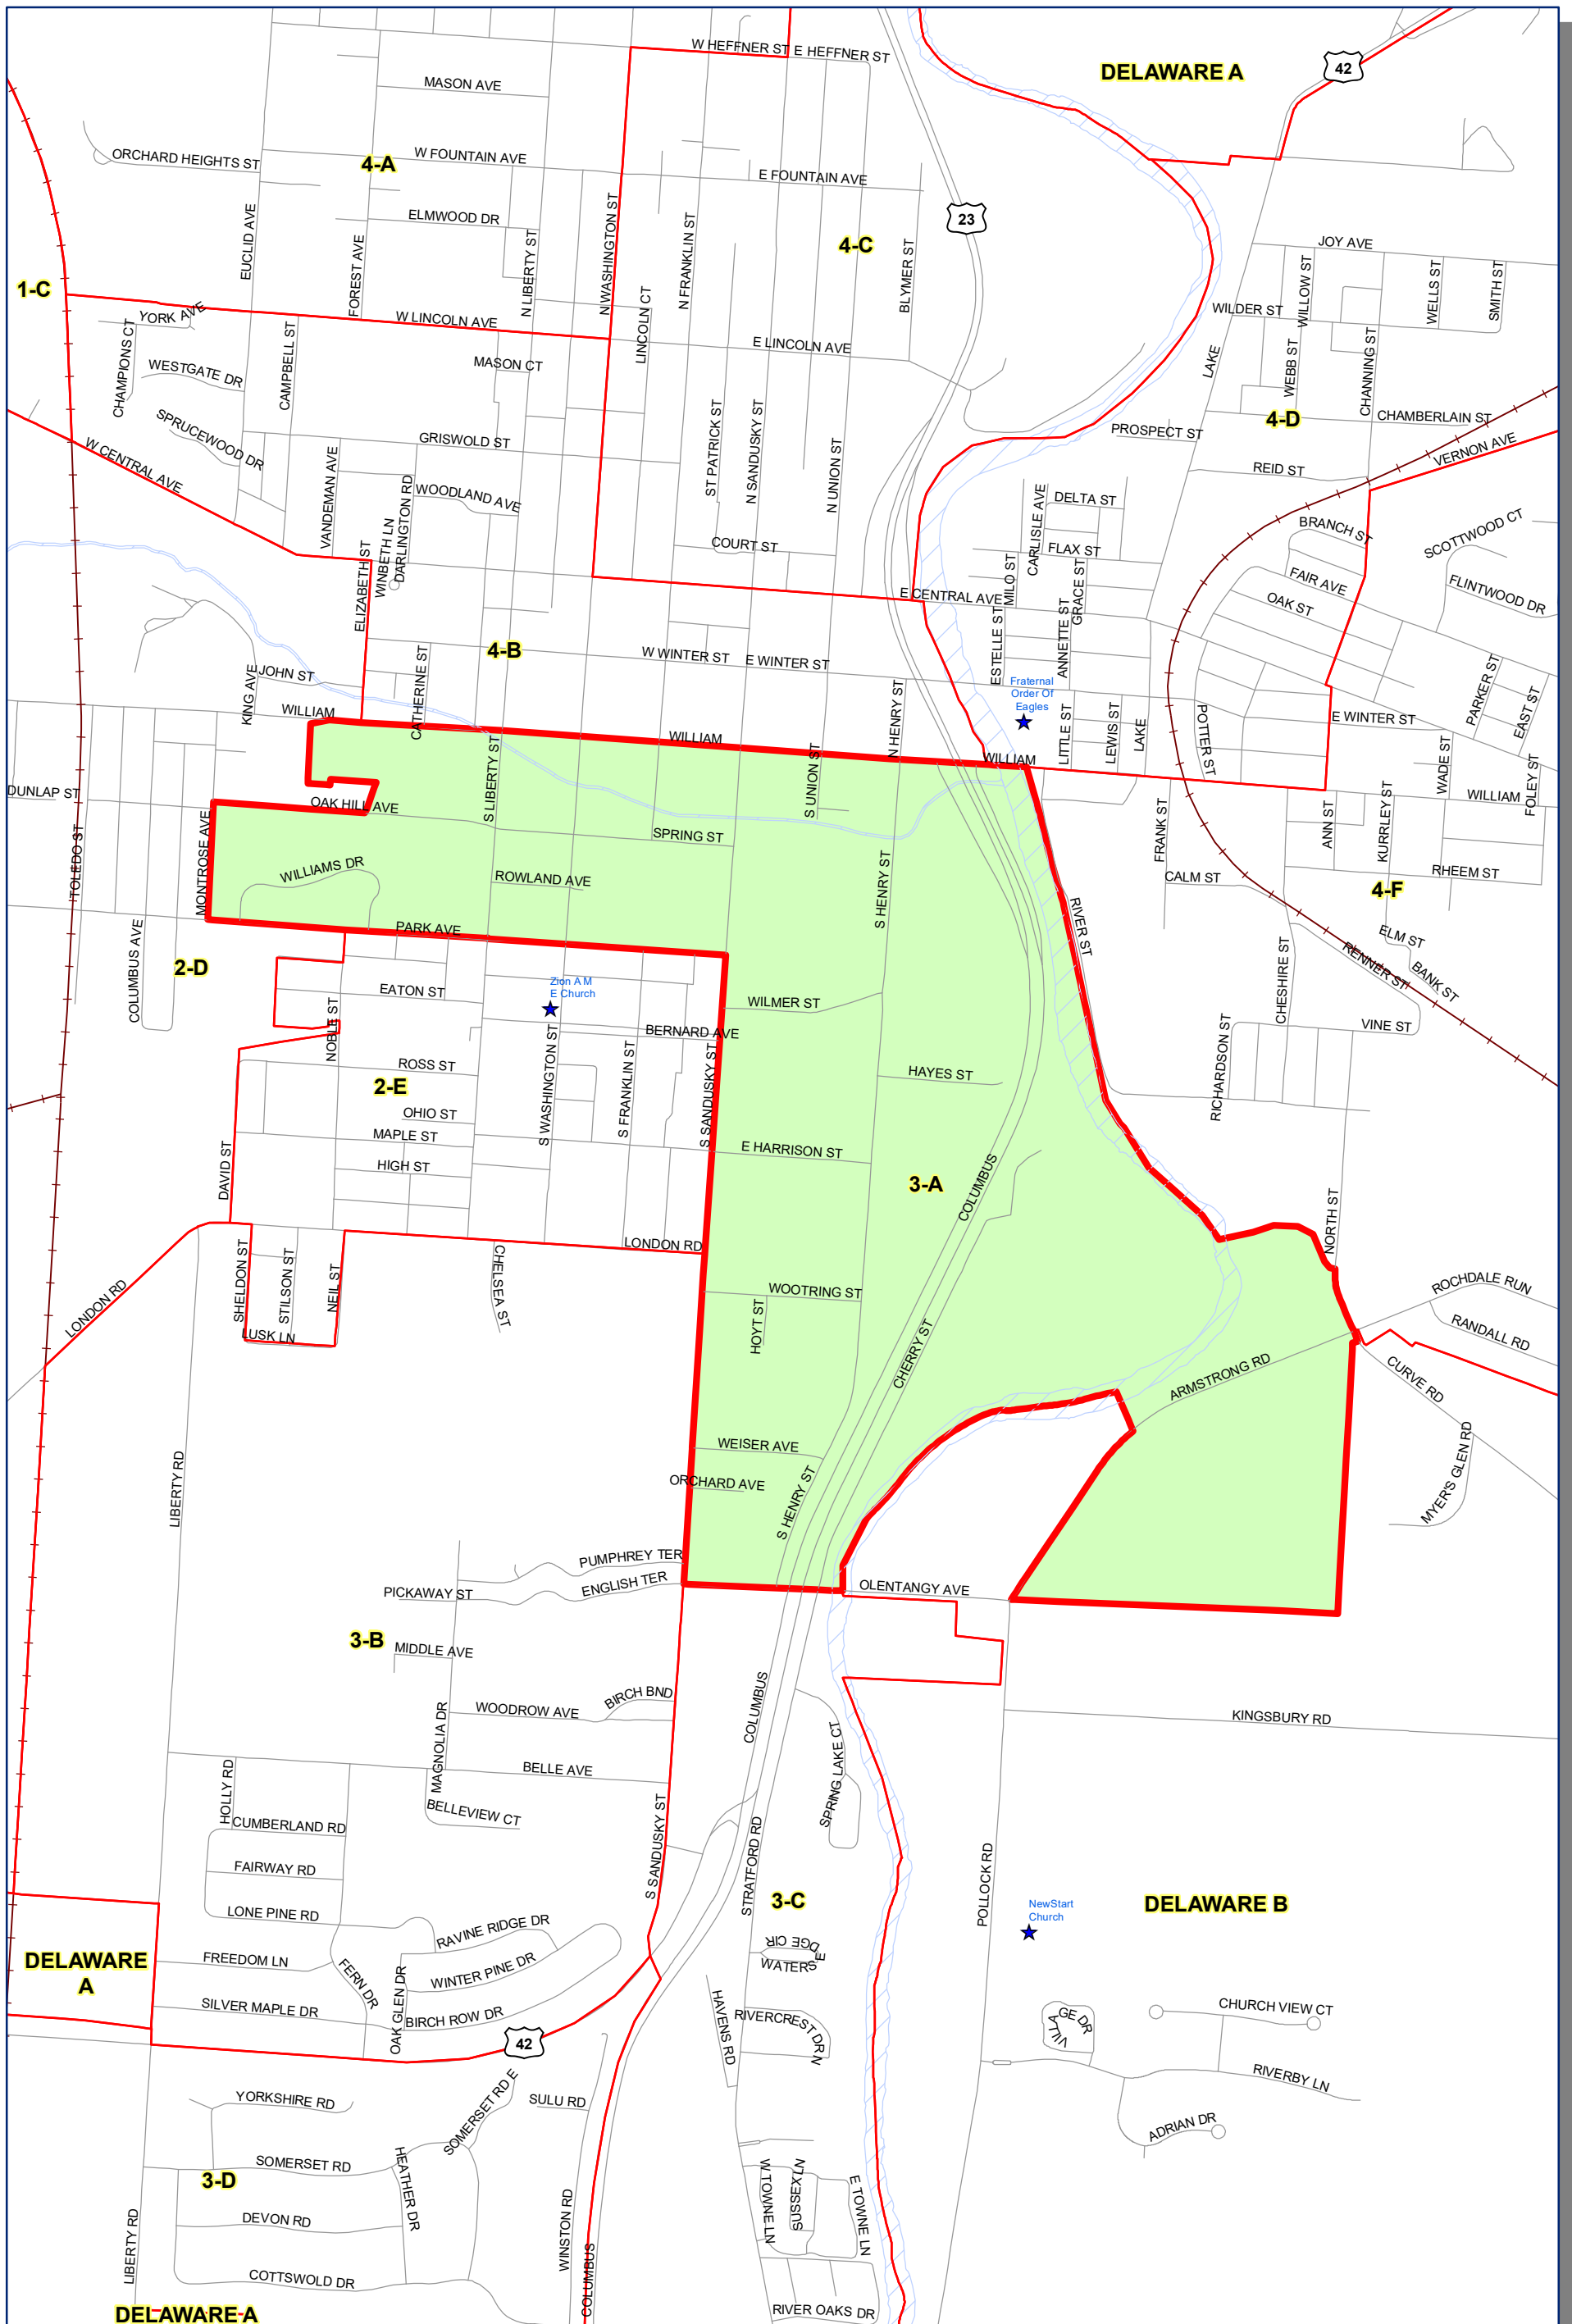 W HEFFNER ST
E HEFFNER ST
DELAWARE A
42
MASON AVE
ORCHARD HEIGHTS ST
4-A
W FOUNTAIN AVE
E FOUNTAIN AVE
EUCLID AVE
FOREST AVE
ELMWOOD DR
N LIBERTY ST
N WASHINGTON ST
N FRANKLIN ST
4-C
BLYMER ST
23
JOY AVE
WILLOW ST
WELLS ST
SMITH ST
1-C
YORK AVE
CHAMPIONS CT
WESTGATE DR
CAMPBELL ST
W LINCOLN AVE
MASON CT
LINCOLN CT
E LINCOLN AVE
WILDER ST
LAKE
WEBB ST
CHANNING ST
SPRUCEWOOD DR
W CENTRAL AVE
GRISWOLD ST
ST PATRICK ST
N SANDUSKY ST
N UNION ST
4-D
CHAMBERLAIN ST
PROSPECT ST
VERNON AVE
REID ST
VANDEMAN AVE
WOODLAND AVE
DARLINGTON RD
WINBETH LN
ELIZABETH ST
COURT ST
CARLISLE AVE
DELTA ST
FLAX ST
BRANCH ST
SCOTTWOOD CT
FAIR AVE
FLINTWOOD DR
OAK ST
E CENTRAL AVE
MILO ST
GRACE ST
ESTELLE ST
ANNETTE ST
4-B
W WINTER ST
E WINTER ST
JOHN ST
KING AVE
CATHERINE ST
WILLIAM
WILLIAM
WILLIAM
N HENRY ST
Fraternal
Order Of
Eagles
LITTLE ST
LEWIS ST
LAKE
POTTER ST
E WINTER ST
PARKER ST
EAST ST
WADE ST
FOLEY ST
WILLIAM
DUNLAP ST
TOLEDO ST
MONTROSE AVE
OAK HILL AVE
S LIBERTY ST
SPRING ST
S UNION ST
WILLIAMS DR
ROWLAND AVE
S HENRY ST
FRANK ST
ANN ST
KURRLEY ST
CALM ST
RHEEM ST
4-F
COLUMBUS AVE
2-D
PARK AVE
RIVER ST
ELM ST
RENNER ST
BANK ST
CHESHIRE ST
EATON ST
Zion A M
E Church
NOBLE ST
WILMER ST
BERNARD AVE
VINE ST
RICHARDSON ST
ROSS ST
2-E
S WASHINGTON ST
S FRANKLIN ST
S SANDUSKY ST
HAYES ST
OHIO ST
MAPLE ST
HIGH ST
DAVID ST
E HARRISON ST
3-A
COLUMBUS
NORTH ST
LONDON RD
SHELDON ST
STILSON ST
NEIL ST
LUSK LN
CHELSEA ST
LONDON RD
WOOTRING ST
HOYT ST
CHERRY ST
ARMSTRONG RD
ROCHDALE RUN
RANDALL RD
CURVE RD
MYER'S GLEN RD
LIBERTY RD
WEISER AVE
ORCHARD AVE
S HENRY ST
PUMPHREY TER
ENGLISH TER
PICKAWAY ST
OLENTANGY AVE
3-B
MIDDLE AVE
MAGNOLIA DR
WOODROW AVE
BIRCH BND
COLUMBUS
SPRING LAKE CT
KINGSBURY RD
HOLLY RD
BELLE AVE
BELLEVIEW CT
CUMBERLAND RD
FAIRWAY RD
LONE PINE RD
S SANDUSKY ST
STRATFORD RD
3-C
POLLOCK RD
NewStart
Church
DELAWARE B
DELAWARE
A
RAVINE RIDGE DR
FREEDOM LN
FERN DR
WINTER PINE DR
SILVER MAPLE DR
OAK GLEN DR
BIRCH ROW DR
42
WATER'S
EDGE CIR
HAVENS RD
RIVERCREST DR N
VILLAGE DR
CHURCH VIEW CT
RIVERBY LN
ADRIAN DR
YORKSHIRE RD
SOMERSET RD E
SULU RD
SOMERSET RD
3-D
HEATHER DR
DEVON RD
LIBERTY RD
COTTSWOLD DR
WINSTON RD
COLUMBUS
W TOWNE LN
SUSSEX LN
E TOWNE LN
RIVER OAKS DR
DELAWARE A